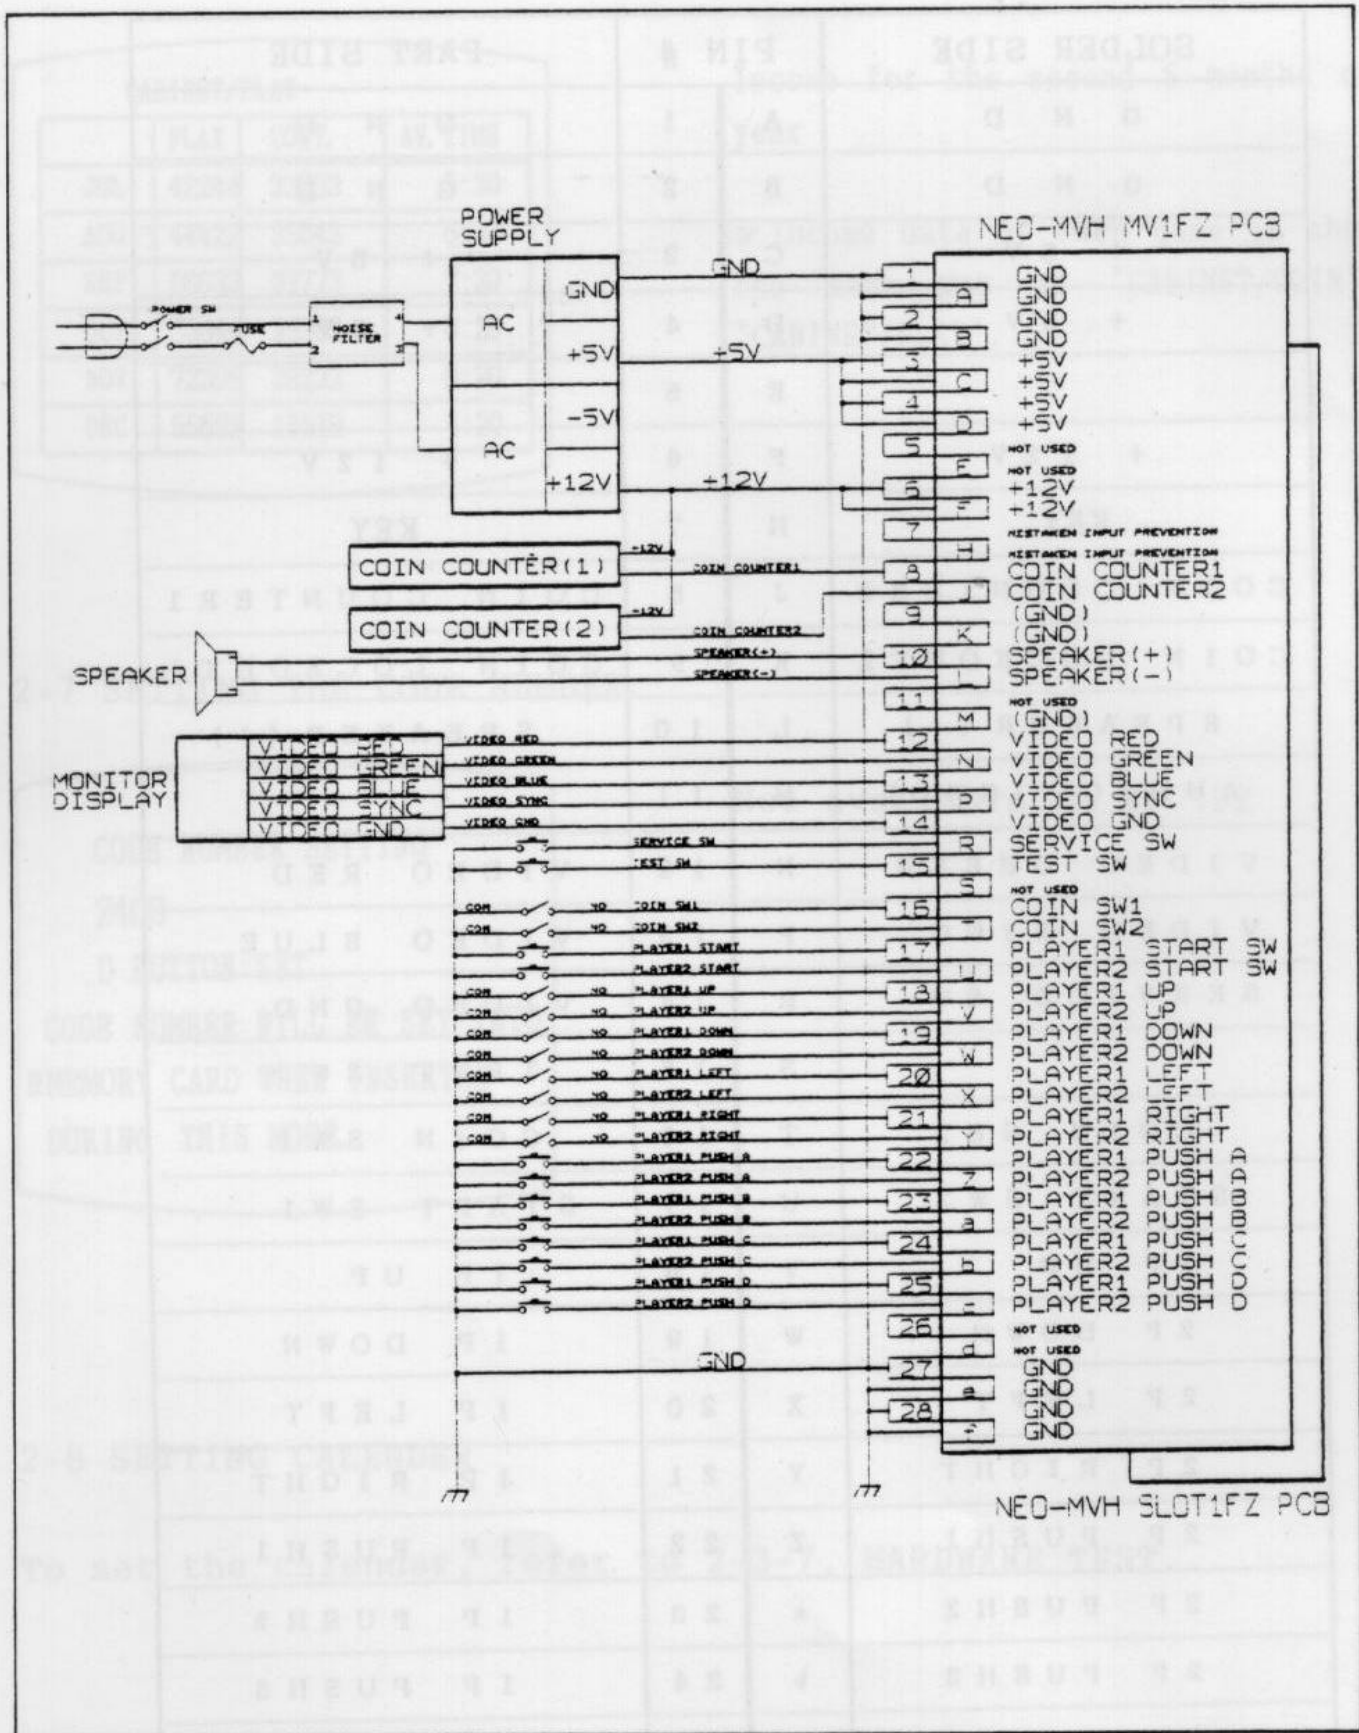 POWER
SUPPLY
NEO-MVH MV1FZ PCB
GND
GND
AC
+5V
+5V
-5V
AC
+12V
+12V
POWER SW
FUSE
NOISE
FILTER
1
4
2
3
-12V
COIN COUNTER(1)
COIN COUNTER1
-12V
COIN COUNTER(2)
COIN COUNTER2
SPEAKER
SPEAKER(+)
SPEAKER(-)
MONITOR
DISPLAY
VIDEO RED
VIDEO GREEN
VIDEO BLUE
VIDEO SYNC
VIDEO GND
VIDEO RED
VIDEO GREEN
VIDEO BLUE
VIDEO SYNC
VIDEO GND
SERVICE SW
TEST SW
COM NO COIN SW1
COM NO COIN SW2
PLAYER1 START
PLAYER2 START
COM NO PLAYER1 UP
COM NO PLAYER2 UP
COM NO PLAYER1 DOWN
COM NO PLAYER2 DOWN
COM NO PLAYER1 LEFT
COM NO PLAYER2 LEFT
COM NO PLAYER1 RIGHT
COM NO PLAYER2 RIGHT
PLAYER1 PUSH A
PLAYER2 PUSH A
PLAYER1 PUSH B
PLAYER2 PUSH B
PLAYER1 PUSH C
PLAYER2 PUSH C
PLAYER1 PUSH D
PLAYER2 PUSH D
GND
1 GND
A GND
2 GND
B GND
3 +5V
C +5V
4 +5V
D +5V
5 NOT USED
E NOT USED
6 +12V
F +12V
7 MISTAKEN INPUT PREVENTION
H MISTAKEN INPUT PREVENTION
8 COIN COUNTER1
J COIN COUNTER2
9 (GND)
K (GND)
10 SPEAKER(+)
L SPEAKER(-)
11 NOT USED
M (GND)
12 VIDEO RED
N VIDEO GREEN
13 VIDEO BLUE
P VIDEO SYNC
14 VIDEO GND
R SERVICE SW
15 TEST SW
S NOT USED
16 COIN SW1
T COIN SW2
17 PLAYER1 START SW
U PLAYER2 START SW
18 PLAYER1 UP
V PLAYER2 UP
19 PLAYER1 DOWN
W PLAYER2 DOWN
20 PLAYER1 LEFT
X PLAYER2 LEFT
21 PLAYER1 RIGHT
Y PLAYER2 RIGHT
22 PLAYER1 PUSH A
Z PLAYER2 PUSH A
23 PLAYER1 PUSH B
a PLAYER2 PUSH B
24 PLAYER1 PUSH C
b PLAYER2 PUSH C
25 PLAYER1 PUSH D
c PLAYER2 PUSH D
26 NOT USED
d NOT USED
27 GND
e GND
28 GND
f GND
NEO-MVH SLOT1FZ PCB